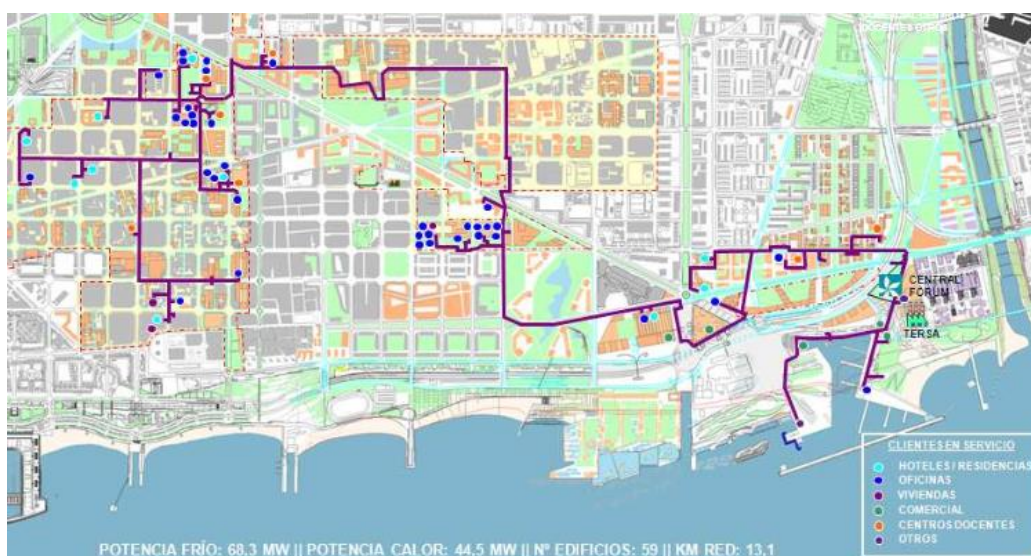 CENTRAL
FORUM
TERSA
CLIENTES EN SERVICIO
HOTELES / RESIDENCIAS
OFICINAS
VIVIENDAS
COMERCIAL
CENTROS DOCENTES
OTROS
POTENCIA FRÍO: 68,3 MW || POTENCIA CALOR: 44,5 MW || Nº EDIFICIOS: 59 || KM RED: 13,1